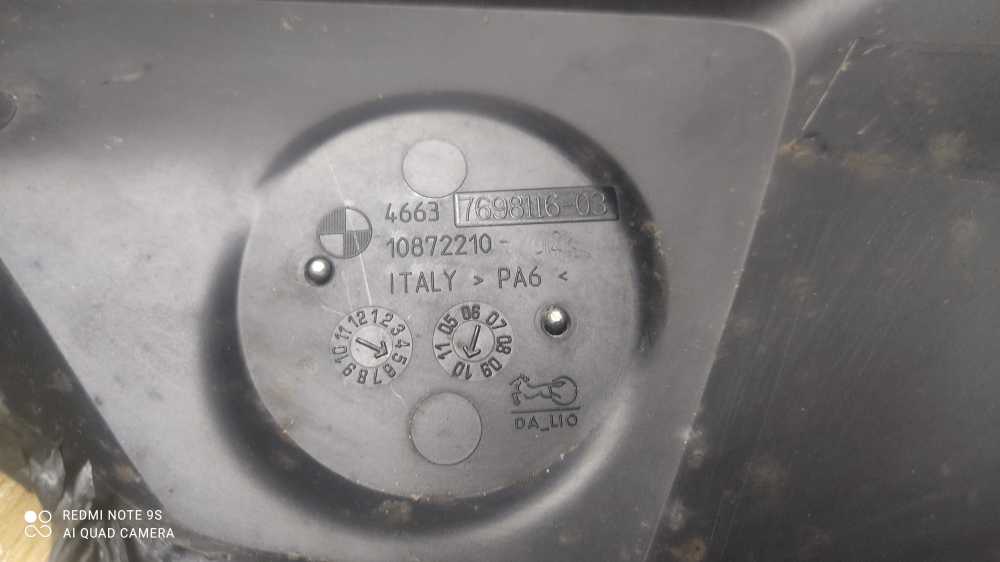 4663 7698116-03
10872210-
ITALY > PA6 <
1 2 3 4 5 6 7 8 9 10 11 12
05 06 07 08 09 10 11
DA_LIO
REDMI NOTE 9S
AI QUAD CAMERA